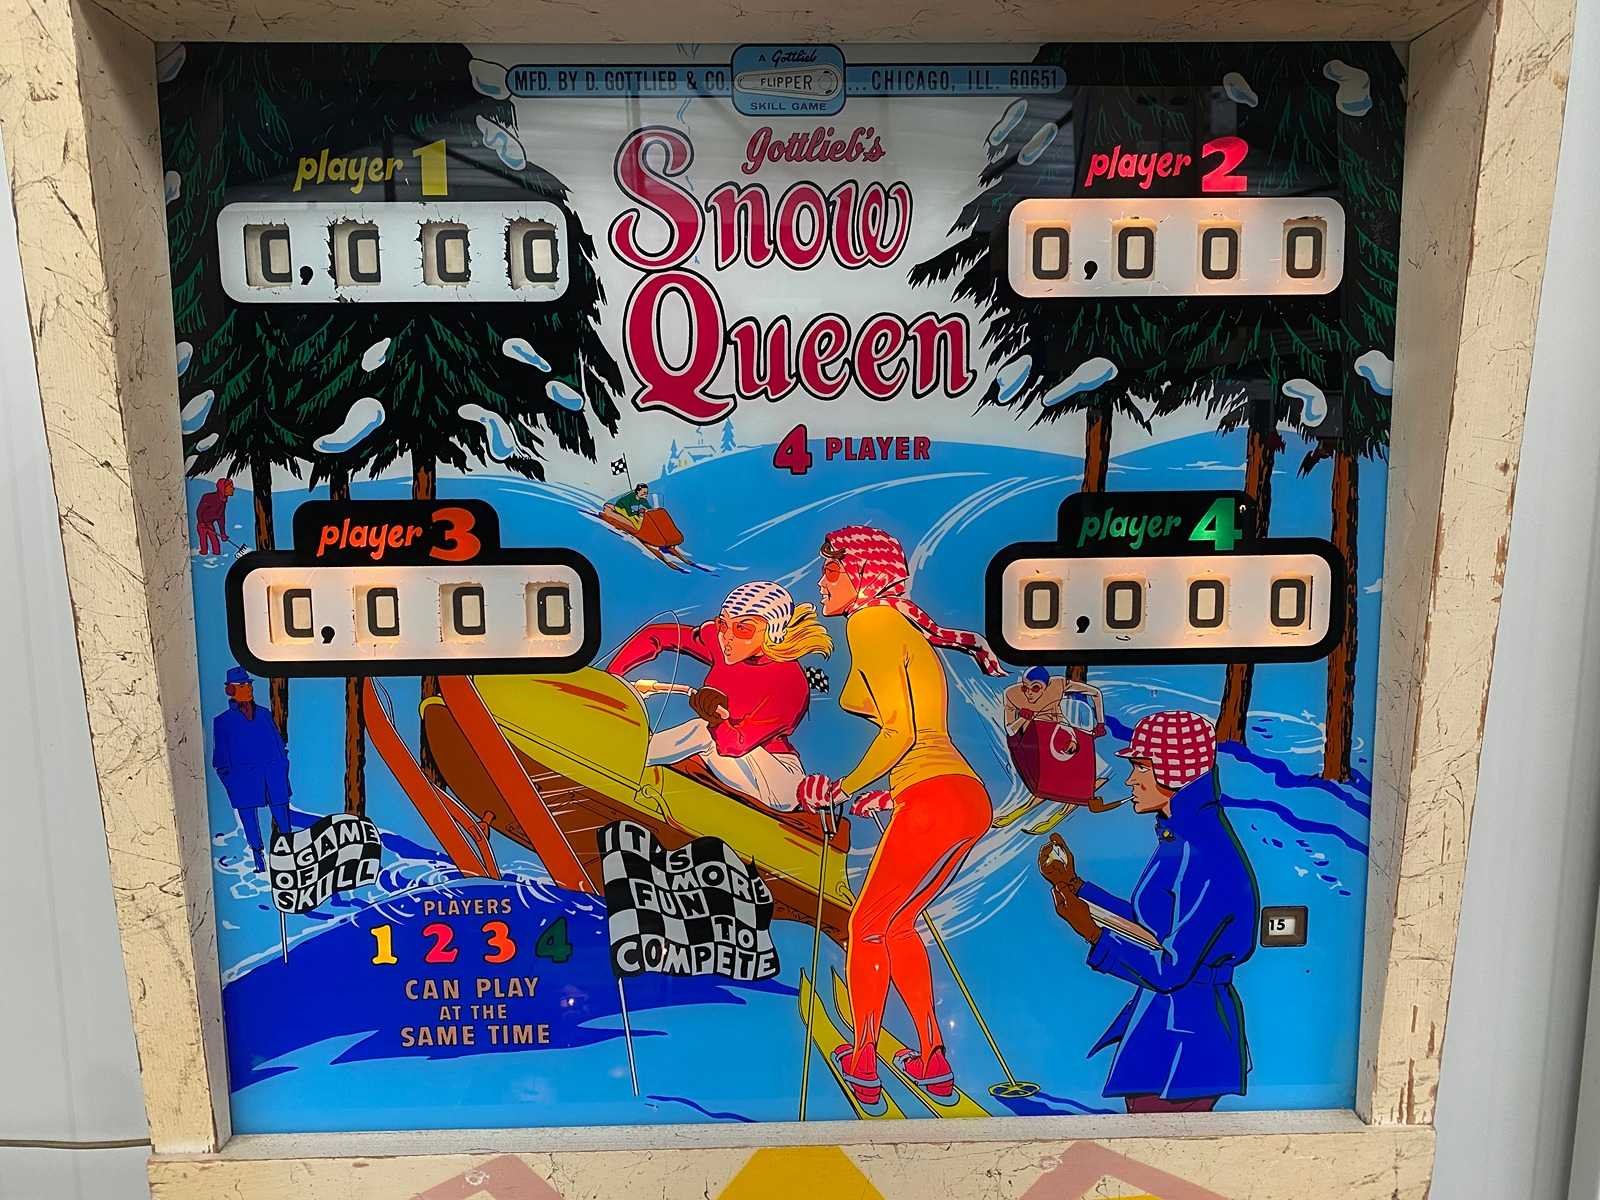 A Gottlieb
MFD. BY D. GOTTLIEB & CO. FLIPPER ... CHICAGO, ILL. 60651
SKILL GAME
Gottlieb's
Snow
Queen
4 PLAYER
player 1
0,000
player 2
0,000
player 3
0,000
player 4
0,000
A GAME
OF
SKILL
IT'S
MORE
FUN
TO
COMPETE
PLAYERS
1 2 3 4
CAN PLAY
AT THE
SAME TIME
15